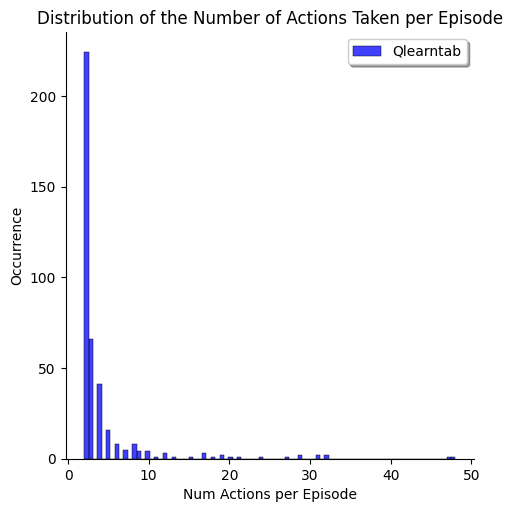 Distribution of the Number of Actions Taken per Episode
Qlearntab
200
150
100
50
0
0 10 20 30 40 50
Occurrence
Num Actions per Episode